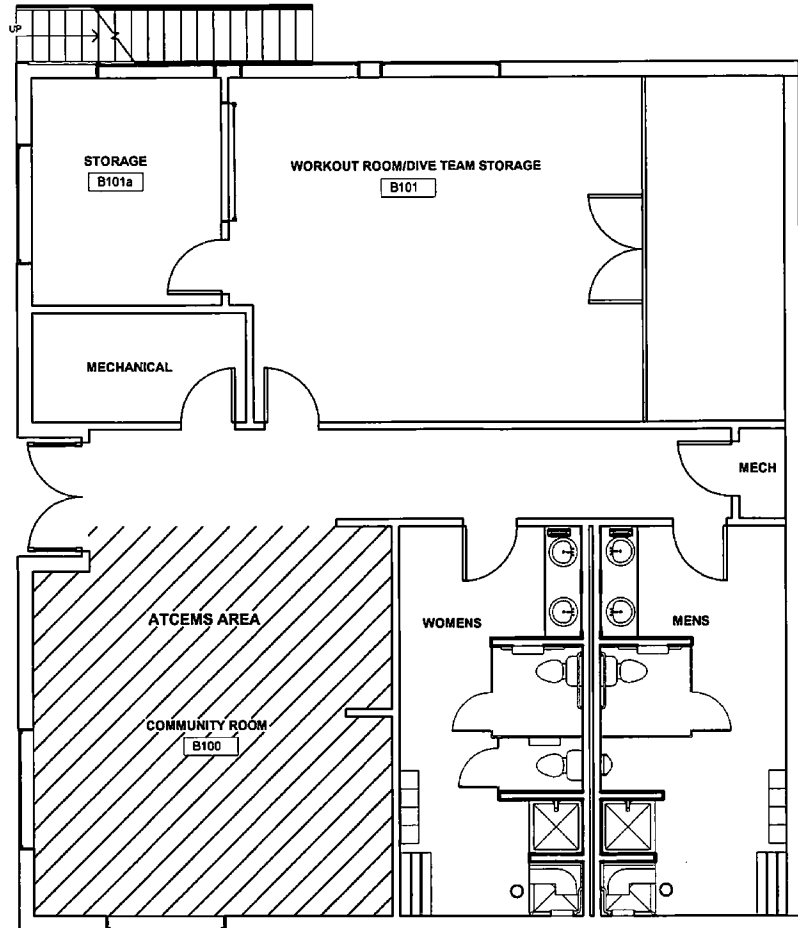 UP
STORAGE
B101a
WORKOUT ROOM/DIVE TEAM STORAGE
B101
MECHANICAL
MECH
ATCEMS AREA
WOMENS
MENS
COMMUNITY ROOM
B100